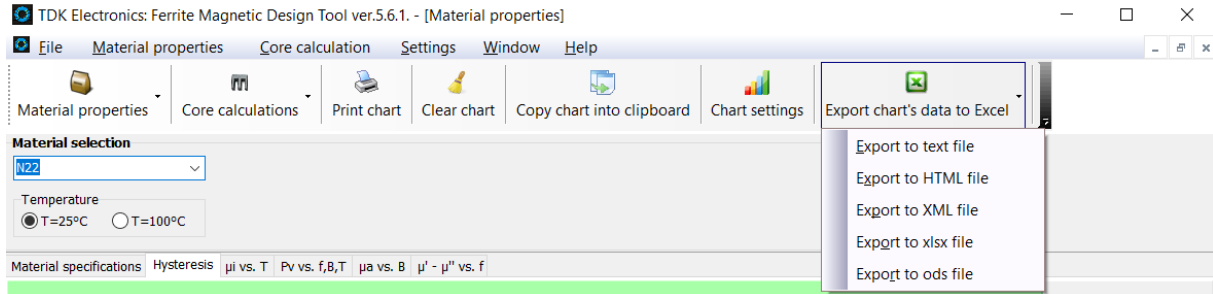 TDK Electronics: Ferrite Magnetic Design Tool ver.5.6.1. - [Material properties]
File Material properties Core calculation Settings Window Help
Material properties Core calculations Print chart Clear chart Copy chart into clipboard Chart settings Export chart's data to Excel
Material selection
N22
Temperature
T=25ºC T=100ºC
Material specifications Hysteresis µi vs. T Pv vs. f,B,T µa vs. B µ' - µ" vs. f
Export to text file
Export to HTML file
Export to XML file
Export to xlsx file
Export to ods file